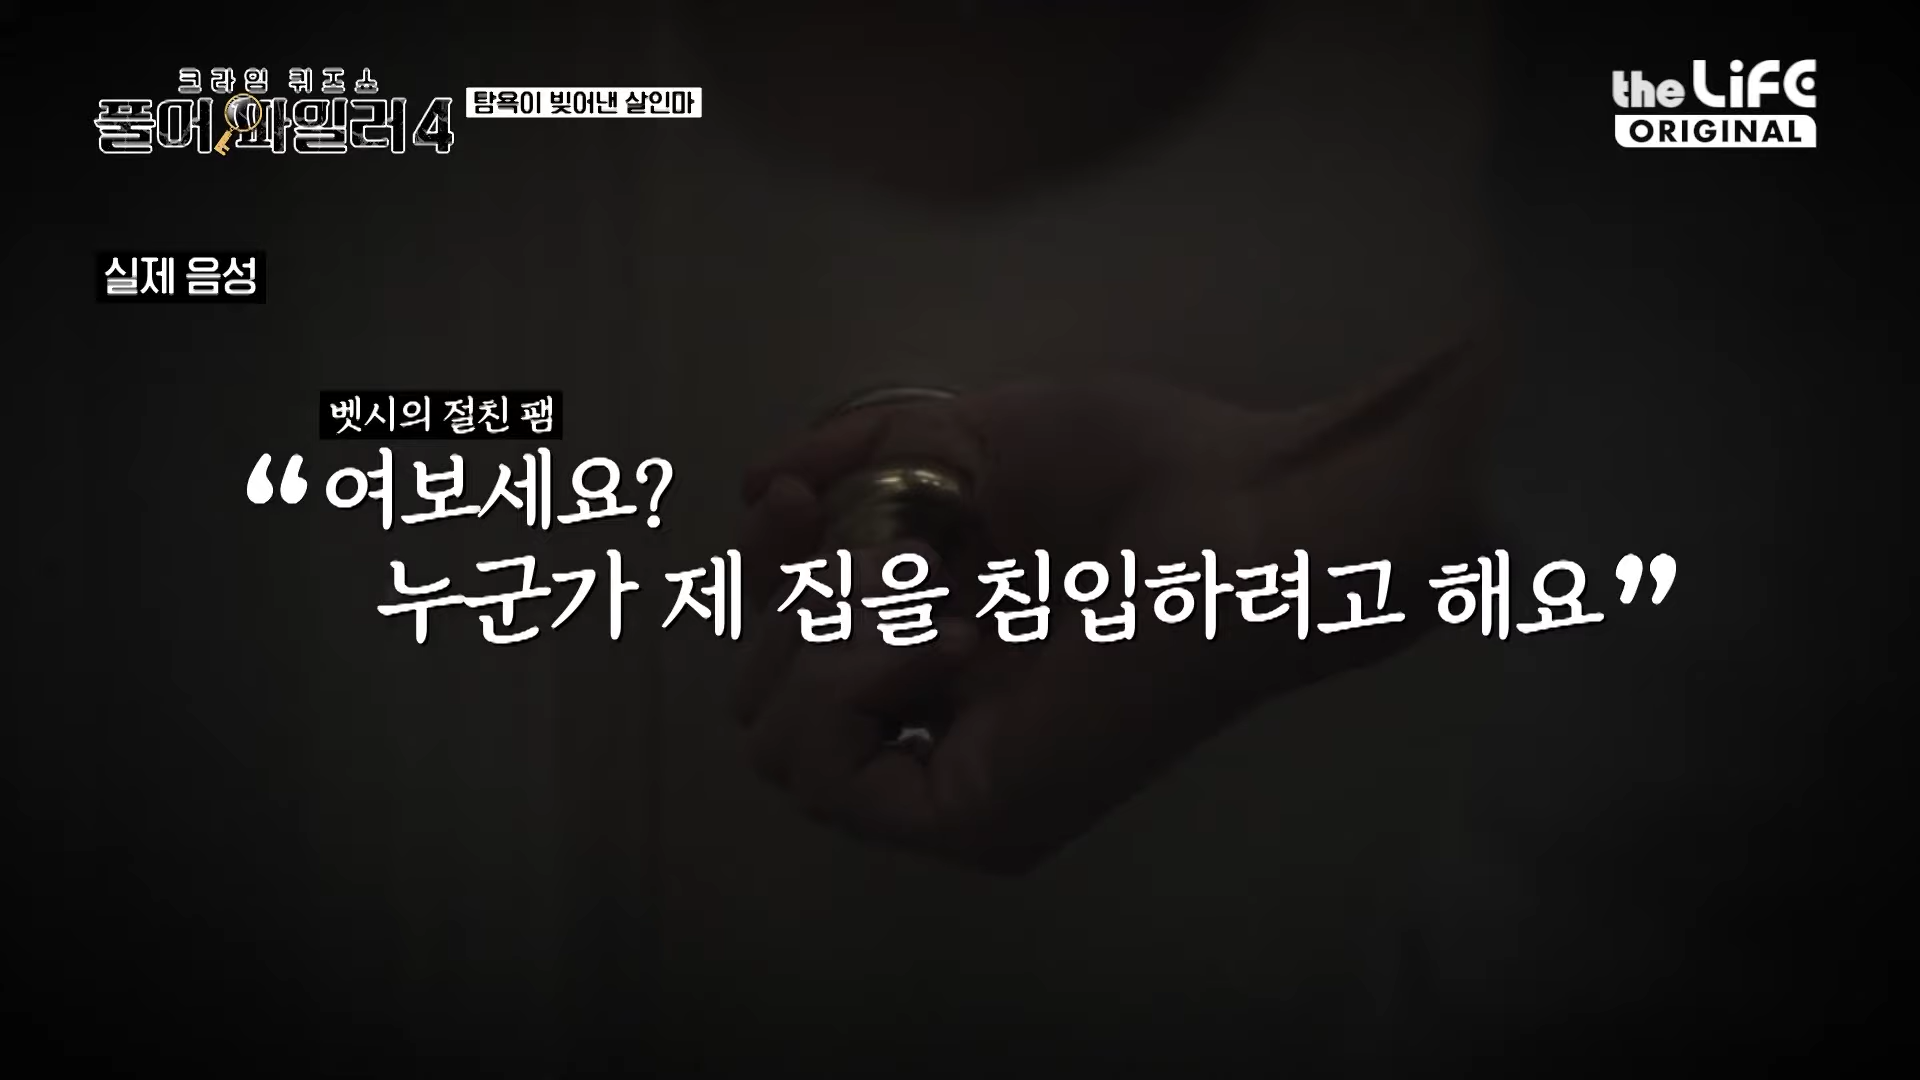 크라임 퀴즈쇼
풀어파일러4
탐욕이 빚어낸 살인마
the LiFE
ORIGINAL
실제 음성
벳시의 절친 팸
“여보세요?
누군가 제 집을 침입하려고 해요”